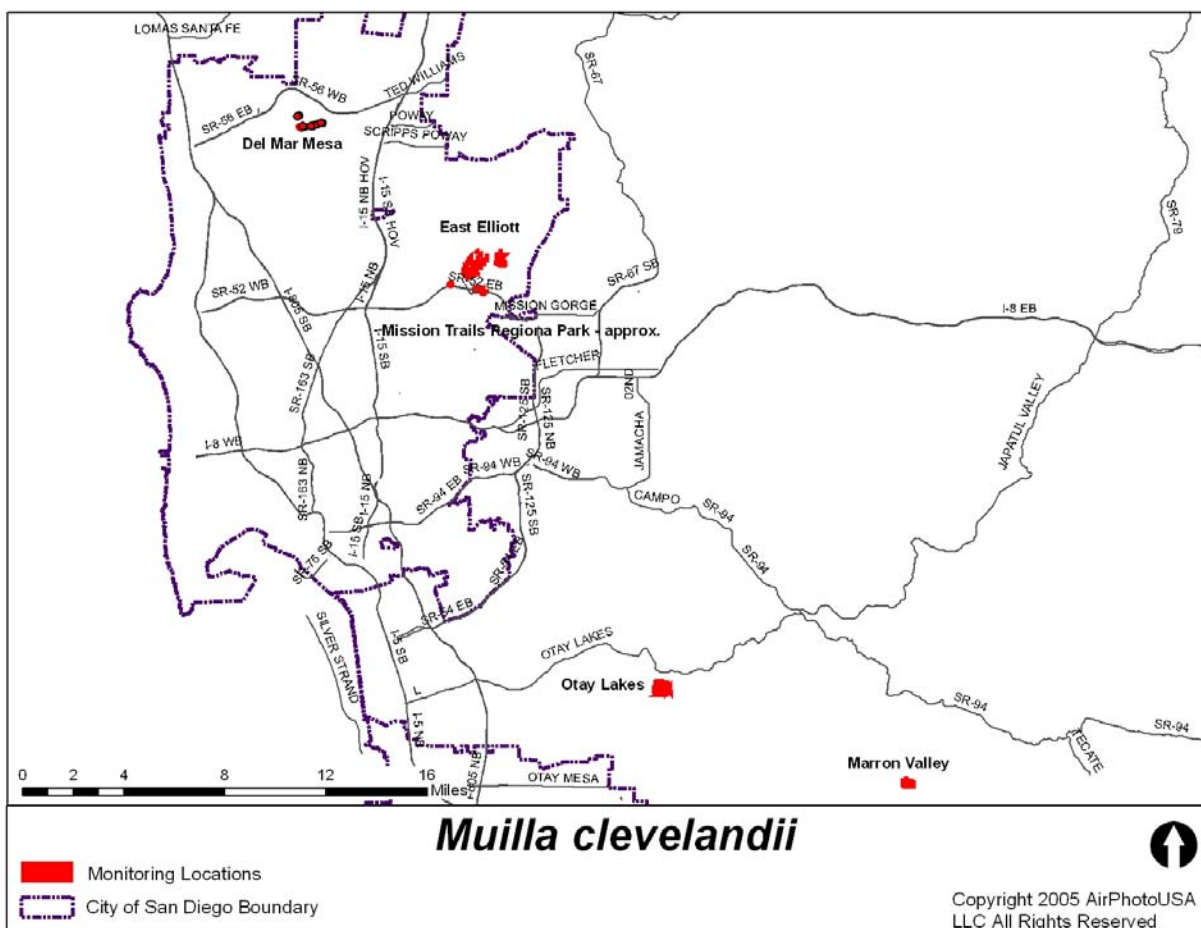 LOMAS SANTA FE
SR-67
SR-56 WB
TED WILLIAMS
SR-56 EB
POWAY
SCRIPPS POWAY
Del Mar Mesa
I-15 NB HOV
I-15 SB HOV
SR-79
East Elliott
SR-67 SB
SR-52 WB
I-805 SB
I-15 NB
SR-52 EB
MISSION GORGE
I-8 EB
Mission Trails Regiona Park - approx.
I-15 SB
FLETCHER
SR-163 SB
02ND
SR-125 SB
SR-125 NB
JAMACHA
JAPATUL VALLEY
I-8 WB
SR-94 WB
SR-94 WB
SR-163 NB
I-15 NB
SR-94 EB
SR-125 SB
CAMPO
SR-94
I-15 SB
SR-94
SR-75 SB
SR-54 EB
SILVER STRAND
I-5 SB
OTAY LAKES
Otay Lakes
SR-94
SR-94
I-5 NB
TECATE
Marron Valley
I-805 NB
OTAY MESA
0 2 4 8 12 16
Miles
Muilla clevelandii
Monitoring Locations
City of San Diego Boundary
Copyright 2005 AirPhotoUSA
LLC All Rights Reserved